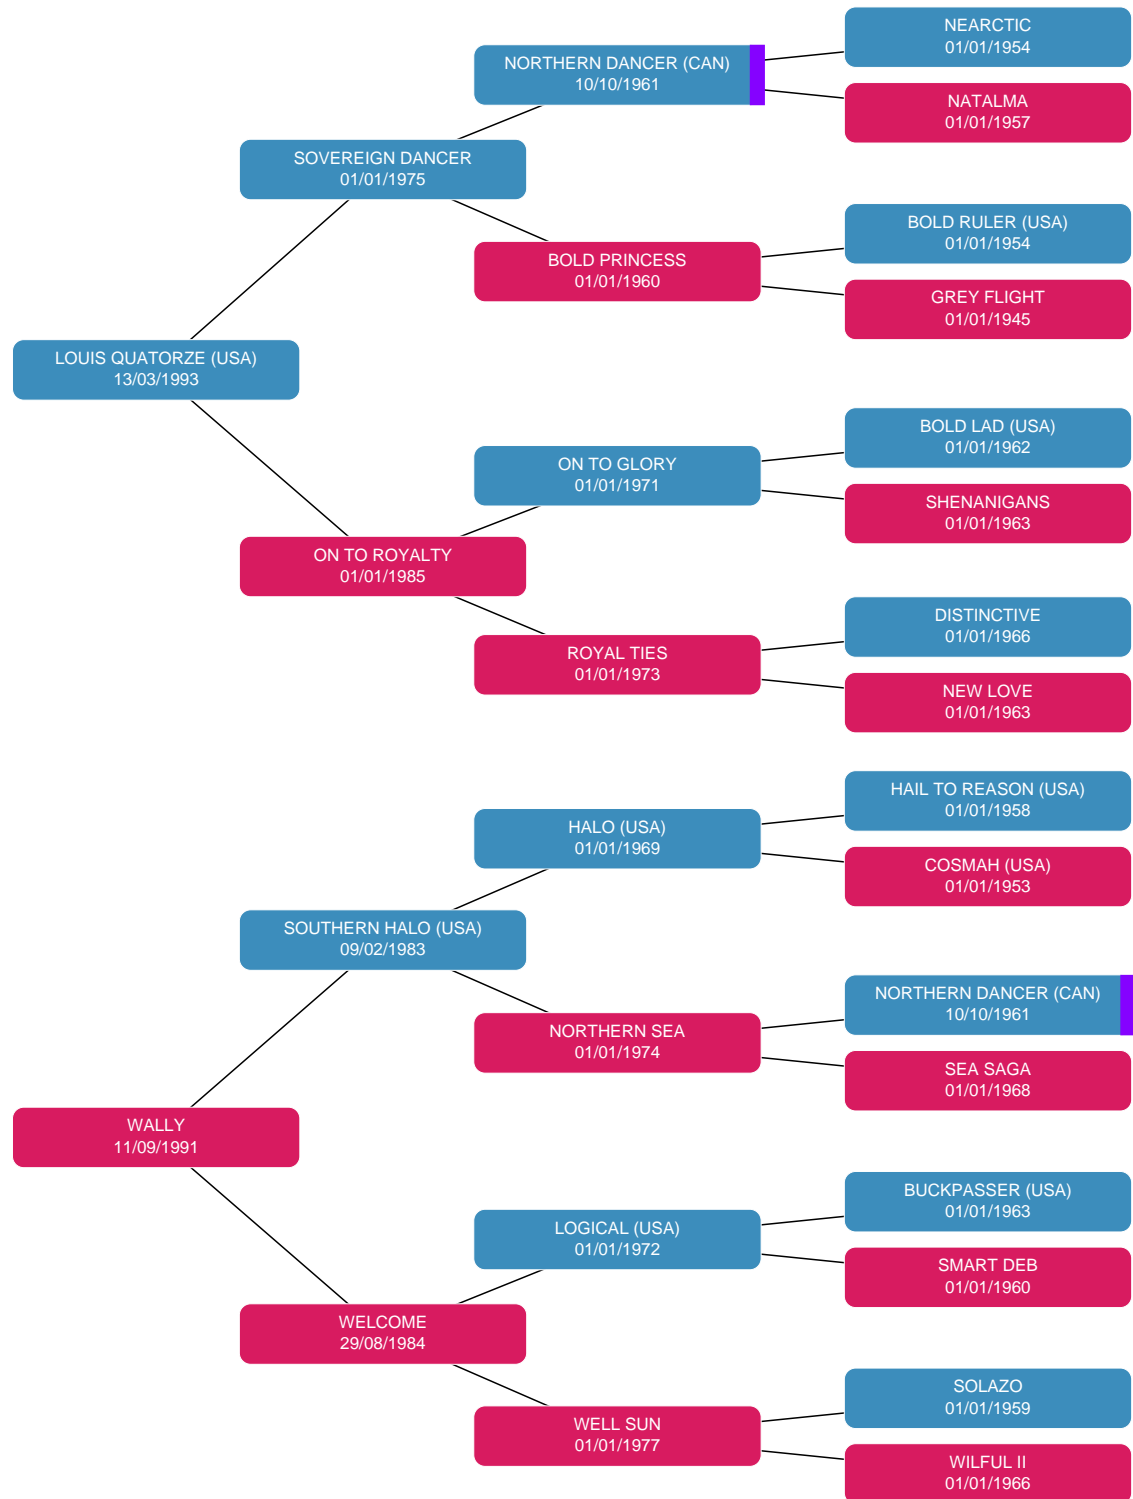 NEARCTIC
01/01/1954
NORTHERN DANCER (CAN)
10/10/1961
NATALMA
01/01/1957
SOVEREIGN DANCER
01/01/1975
BOLD RULER (USA)
01/01/1954
BOLD PRINCESS
01/01/1960
GREY FLIGHT
01/01/1945
LOUIS QUATORZE (USA)
13/03/1993
BOLD LAD (USA)
01/01/1962
ON TO GLORY
01/01/1971
SHENANIGANS
01/01/1963
ON TO ROYALTY
01/01/1985
DISTINCTIVE
01/01/1966
ROYAL TIES
01/01/1973
NEW LOVE
01/01/1963
HAIL TO REASON (USA)
01/01/1958
HALO (USA)
01/01/1969
COSMAH (USA)
01/01/1953
SOUTHERN HALO (USA)
09/02/1983
NORTHERN DANCER (CAN)
10/10/1961
NORTHERN SEA
01/01/1974
SEA SAGA
01/01/1968
WALLY
11/09/1991
BUCKPASSER (USA)
01/01/1963
LOGICAL (USA)
01/01/1972
SMART DEB
01/01/1960
WELCOME
29/08/1984
SOLAZO
01/01/1959
WELL SUN
01/01/1977
WILFUL II
01/01/1966